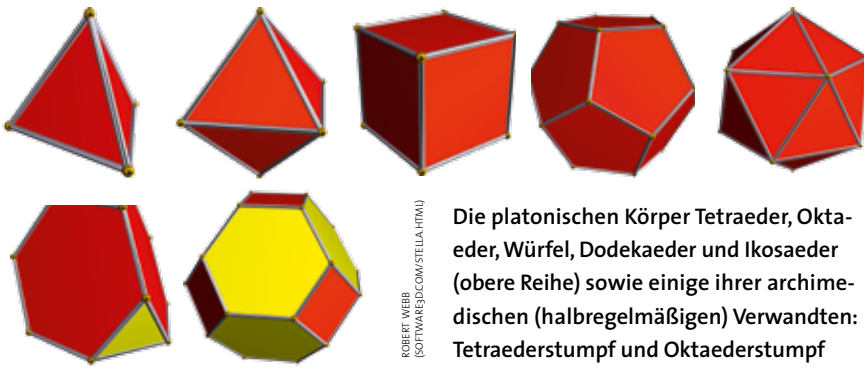 ROBERT WEBB
(SOFTWARE3D.COM/STELLA.HTML)
Die platonischen Körper Tetraeder, Okta-
eder, Würfel, Dodekaeder und Ikosaeder
(obere Reihe) sowie einige ihrer archime-
dischen (halbregelmäßigen) Verwandten:
Tetraederstumpf und Oktaederstumpf